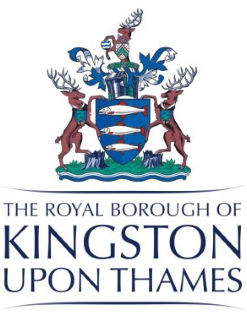 THE ROYAL BOROUGH OF
KINGSTON
UPON THAMES